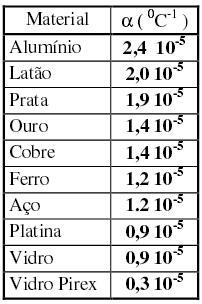 Material α ( ⁰C⁻¹ )
Alumínio 2,4 10⁻⁵
Latão 2,0 10⁻⁵
Prata 1,9 10⁻⁵
Ouro 1,4 10⁻⁵
Cobre 1,4 10⁻⁵
Ferro 1,2 10⁻⁵
Aço 1.2 10⁻⁵
Platina 0,9 10⁻⁵
Vidro 0,9 10⁻⁵
Vidro Pirex 0,3 10⁻⁵